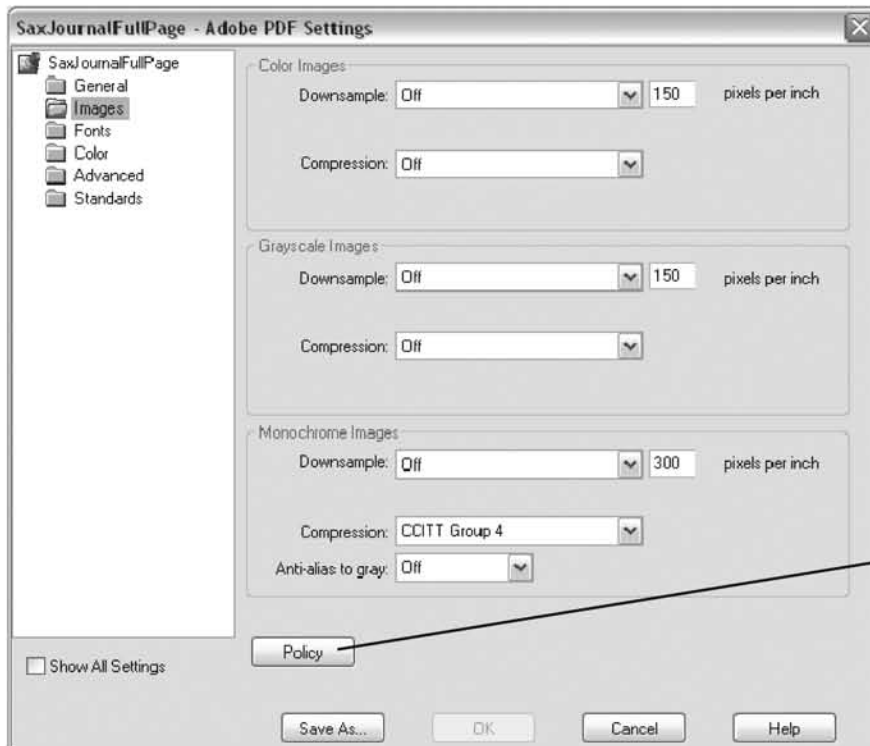 SaxJournalFullPage - Adobe PDF Settings
SaxJournalFullPage
General
Images
Fonts
Color
Advanced
Standards
Show All Settings
Color Images
Downsample: Off 150 pixels per inch
Compression: Off
Grayscale Images
Downsample: Off 150 pixels per inch
Compression: Off
Monochrome Images
Downsample: Off 300 pixels per inch
Compression: CCITT Group 4
Anti-alias to gray: Off
Policy
Save As... OK Cancel Help